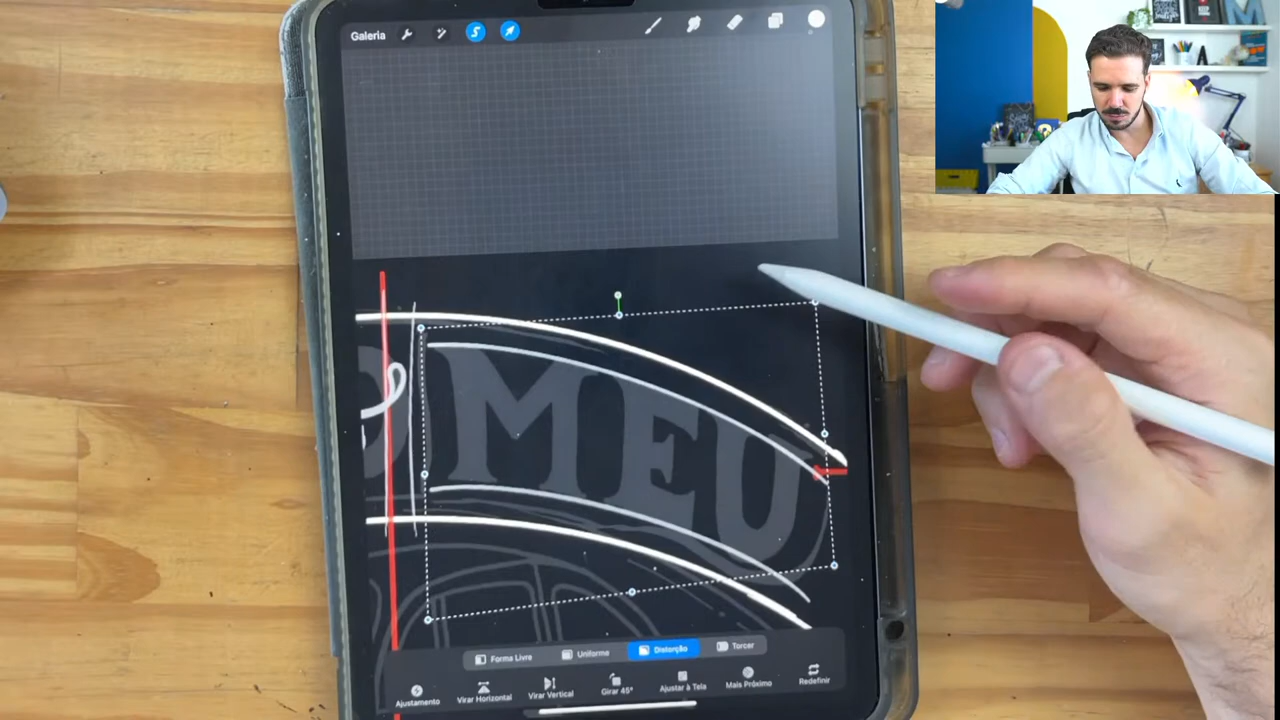 Galeria
MEU
Forma Livre Uniforme Distorção Torcer
Ajustamento Virar Horizontal Virar Vertical Girar 45° Ajustar à Tela Mais Próximo Redefinir